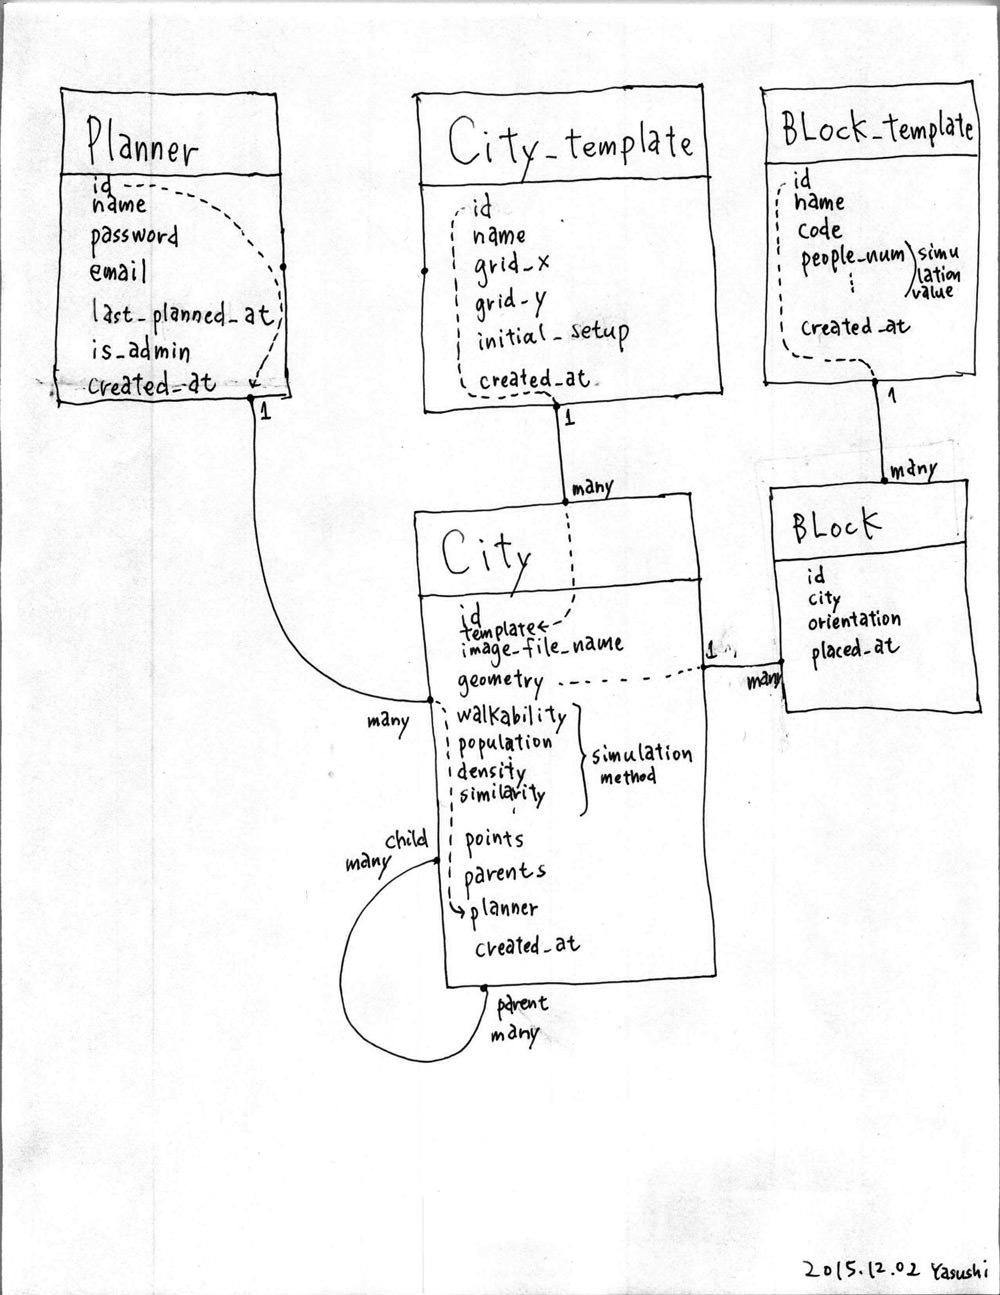 Planner
id
name
password
email
last_planned_at
is_admin
created_at
1
City_template
id
name
grid_x
grid_y
initial_setup
created_at
1
Block_template
id
name
code
people_num
simu
lation
value
created_at
1
many
City
id
template
image_file_name
geometry
walkability
population
density
similarity
simulation
method
points
parents
planner
created_at
many
child
many
parent
many
1
many
many
Block
id
city
orientation
placed_at
2015.12.02 Yasushi